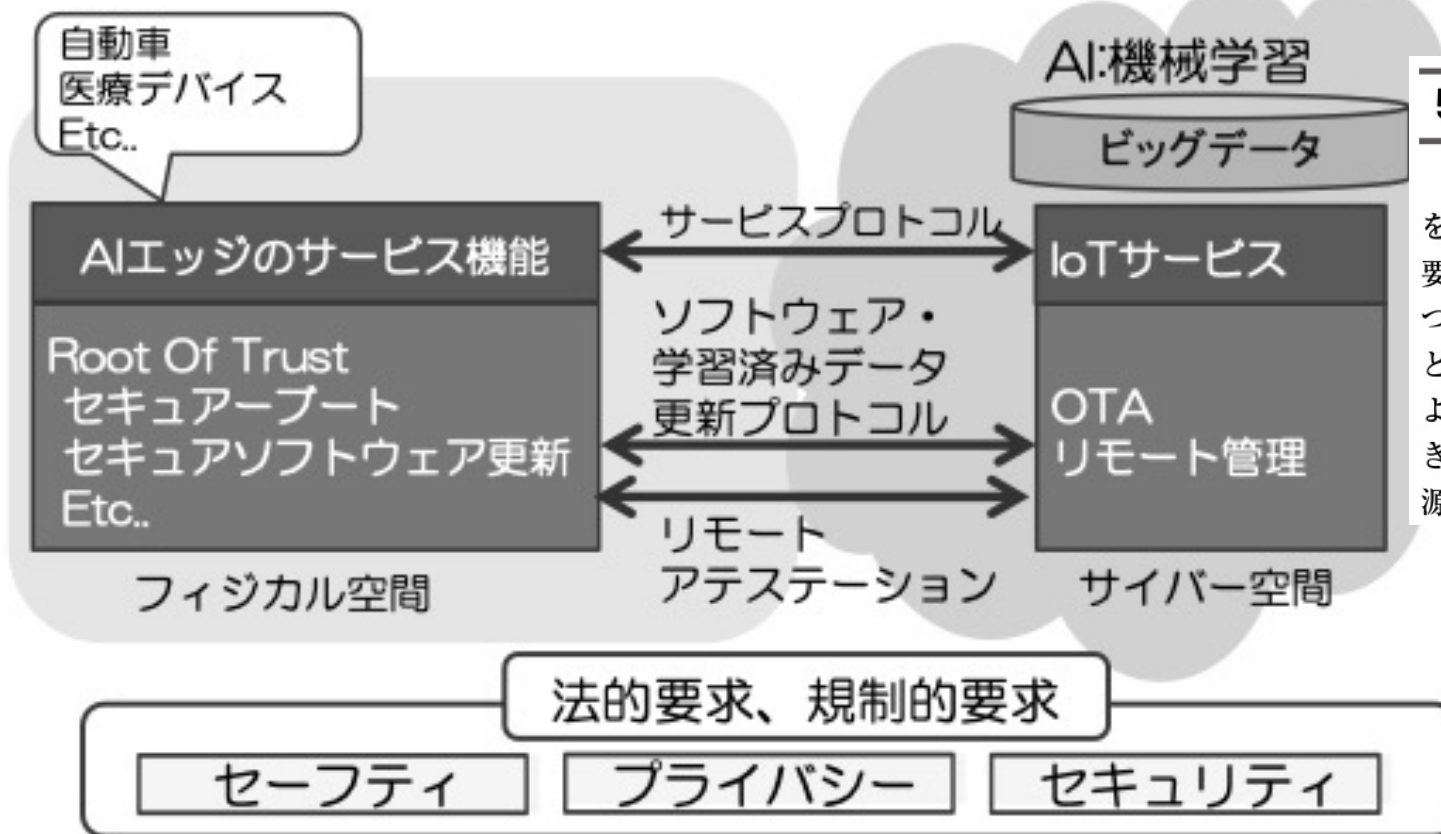 自動車
医療デバイス
Etc..
AI:機械学習
ビッグデータ
AIエッジのサービス機能
Root Of Trust
セキュアーブート
セキュアソフトウェア更新
Etc..
フィジカル空間
サービスプロトコル
ソフトウェア・
学習済みデータ
更新プロトコル
リモート
アテステーション
IoTサービス
OTA
リモート管理
サイバー空間
法的要求、規制的要求
セーフティ
プライバシー
セキュリティ
を
要
つ
と
よ
き
源